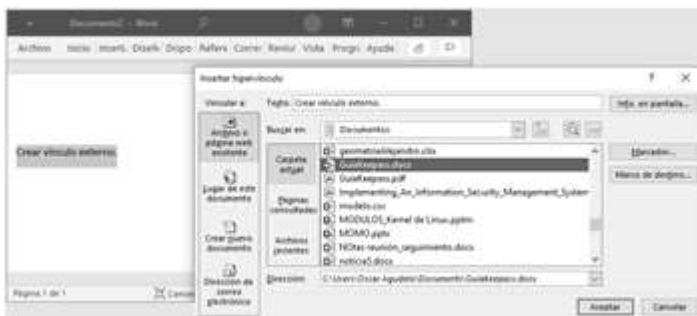 Documento2 - Word
Archivo Inicio Insert Diseñ Dispo Refere Corre Revisi Vista Progr Ayuda
Crear vínculo externo.
Página 1 de 1
Insertar hipervínculo
? ×
Vincular a:
Texto: Crear vínculo externo.
Info. en pantalla...
Archivo o página web existente
Buscar en:
Documentos
Lugar de este documento
Crear nuevo documento
Dirección de correo electrónico
Carpeta actual
Páginas consultadas
Archivos recientes
GuiaKeepass.docx
GuiaKeepass.pdf
Implementing_An_Information_Security_Management_System
modelo.csv
MODULOS_Kernel de Linux.pptm
MOMO.pptx
NOtas reunión_seguimiento.docx
noticia5.docx
Marcador...
Marco de destino...
Dirección:
C:\Users\Oscar Agudelo\Documents\GuiaKeepass.docx
Aceptar
Cancelar